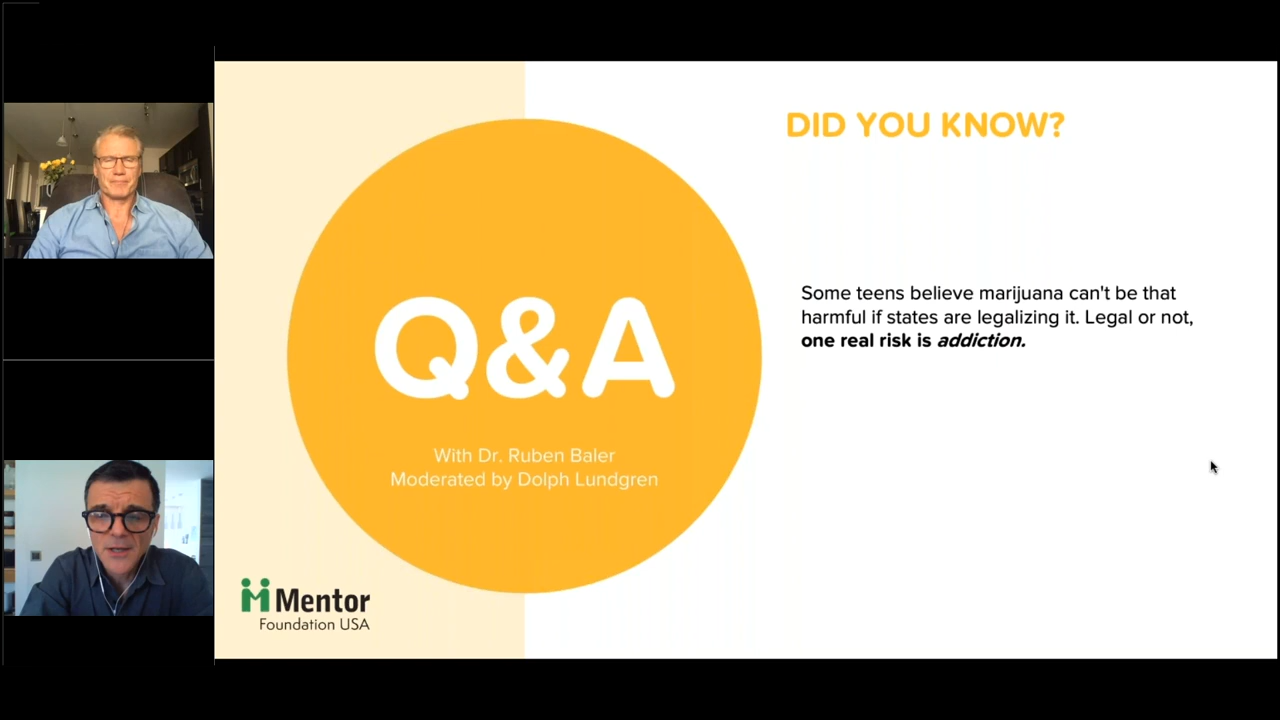 DID YOU KNOW?
Some teens believe marijuana can't be that
harmful if states are legalizing it. Legal or not,
one real risk is addiction.
Q&A
With Dr. Ruben Baler
Moderated by Dolph Lundgren
Mentor
Foundation USA